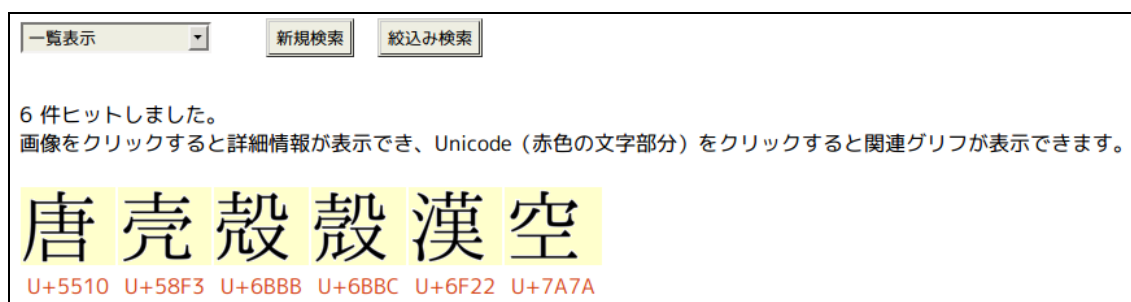 一覧表示 新規検索 絞込み検索
6 件ヒットしました。
画像をクリックすると詳細情報が表示でき、Unicode（赤色の文字部分）をクリックすると関連グリフが表示できます。
唐 壳 殻 殼 漢 空
U+5510 U+58F3 U+6BBB U+6BBC U+6F22 U+7A7A